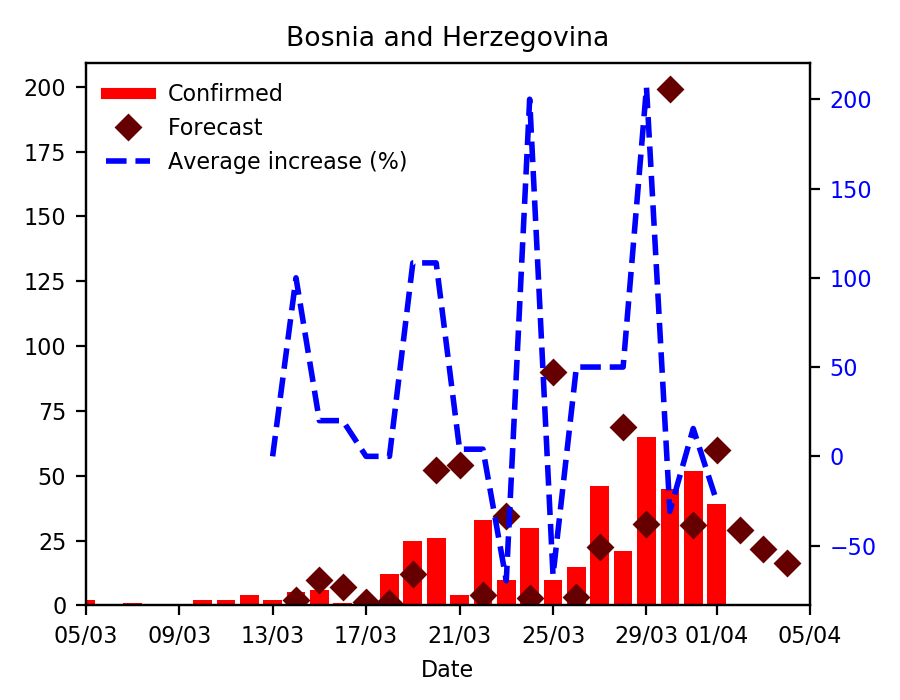 Bosnia and Herzegovina
Confirmed
Forecast
Average increase (%)
200
175
150
125
100
75
50
25
0
200
150
100
50
0
−50
05/03 09/03 13/03 17/03 21/03 25/03 29/03 01/04 05/04
Date